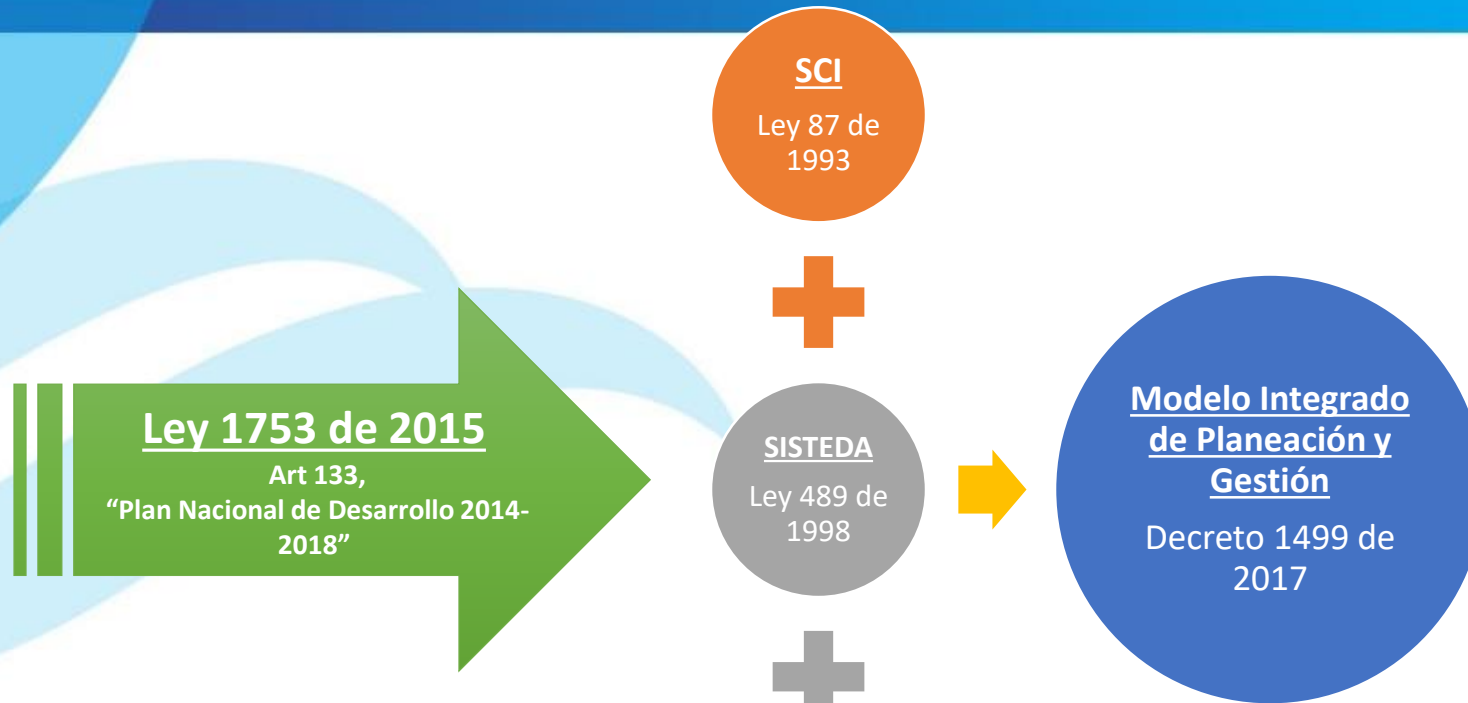 SCI
Ley 87 de
1993
Ley 1753 de 2015
Art 133,
“Plan Nacional de Desarrollo 2014-
2018”
SISTEDA
Ley 489 de
1998
Modelo Integrado
de Planeación y
Gestión
Decreto 1499 de
2017